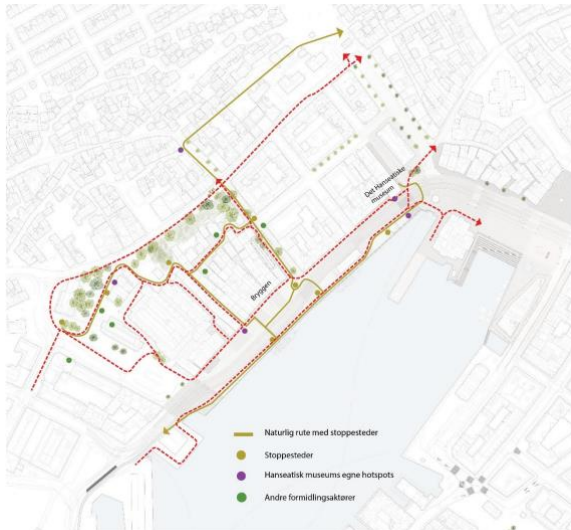 Det Hanseatiske
museum
Bryggen
Naturlig rute med stoppesteder
Stoppesteder
Hanseatisk museums egne hotspots
Andre formidlingsaktører